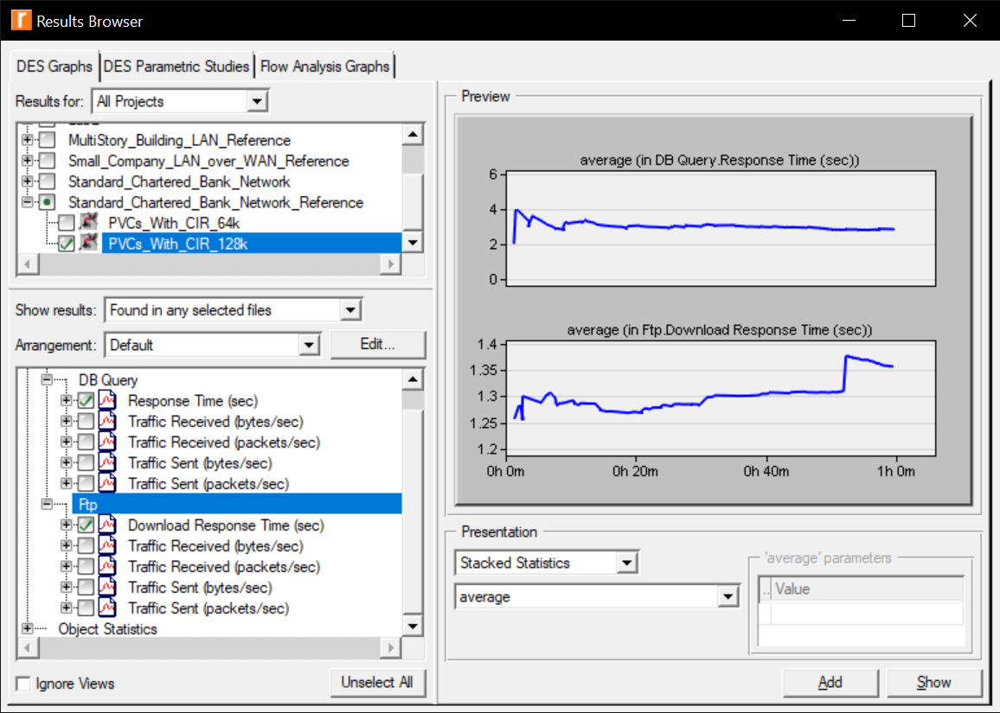 Results Browser
DES Graphs DES Parametric Studies Flow Analysis Graphs
Results for: All Projects
MultiStory_Building_LAN_Reference
Small_Company_LAN_over_WAN_Reference
Standard_Chartered_Bank_Network
Standard_Chartered_Bank_Network_Reference
PVCs_With_CIR_64k
PVCs_With_CIR_128k
Show results: Found in any selected files
Arrangement: Default Edit...
DB Query
Response Time (sec)
Traffic Received (bytes/sec)
Traffic Received (packets/sec)
Traffic Sent (bytes/sec)
Traffic Sent (packets/sec)
Ftp
Download Response Time (sec)
Traffic Received (bytes/sec)
Traffic Received (packets/sec)
Traffic Sent (bytes/sec)
Traffic Sent (packets/sec)
Object Statistics
Ignore Views Unselect All
Preview
average (in DB Query.Response Time (sec))
6
4
2
0
average (in Ftp.Download Response Time (sec))
1.4
1.35
1.3
1.25
1.2
0h 0m 0h 20m 0h 40m 1h 0m
Presentation
Stacked Statistics
average
'average' parameters
.. Value
Add Show